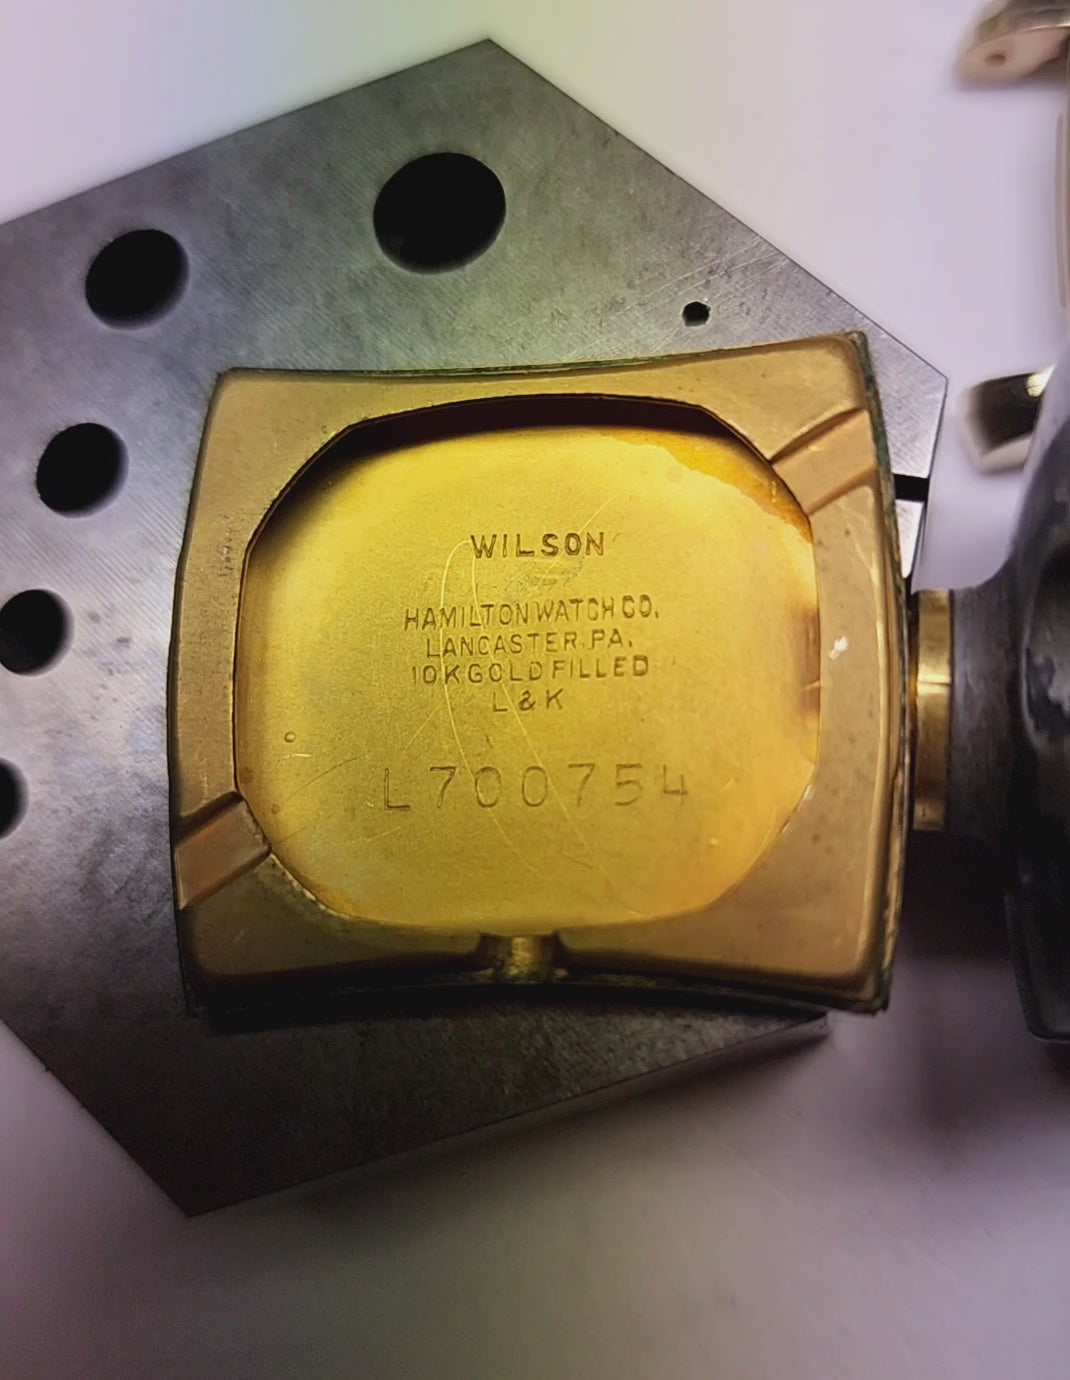 WILSON
HAMILTON WATCH CO.
LANCASTER, PA.
10K GOLD FILLED
L & K
L700754